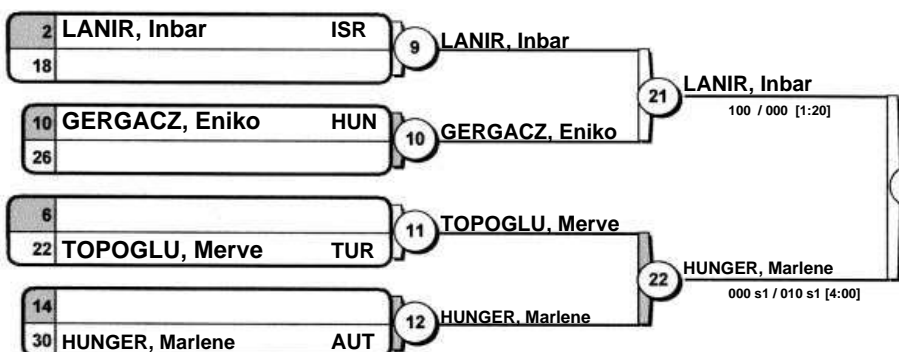 2 LANIR, Inbar ISR
18
9 LANIR, Inbar
10 GERGACZ, Eniko HUN
26
10 GERGACZ, Eniko
21 LANIR, Inbar
100 / 000 [1:20]
6
22 TOPOGLU, Merve TUR
11 TOPOGLU, Merve
14
30 HUNGER, Marlene AUT
12 HUNGER, Marlene
22 HUNGER, Marlene
000 s1 / 010 s1 [4:00]